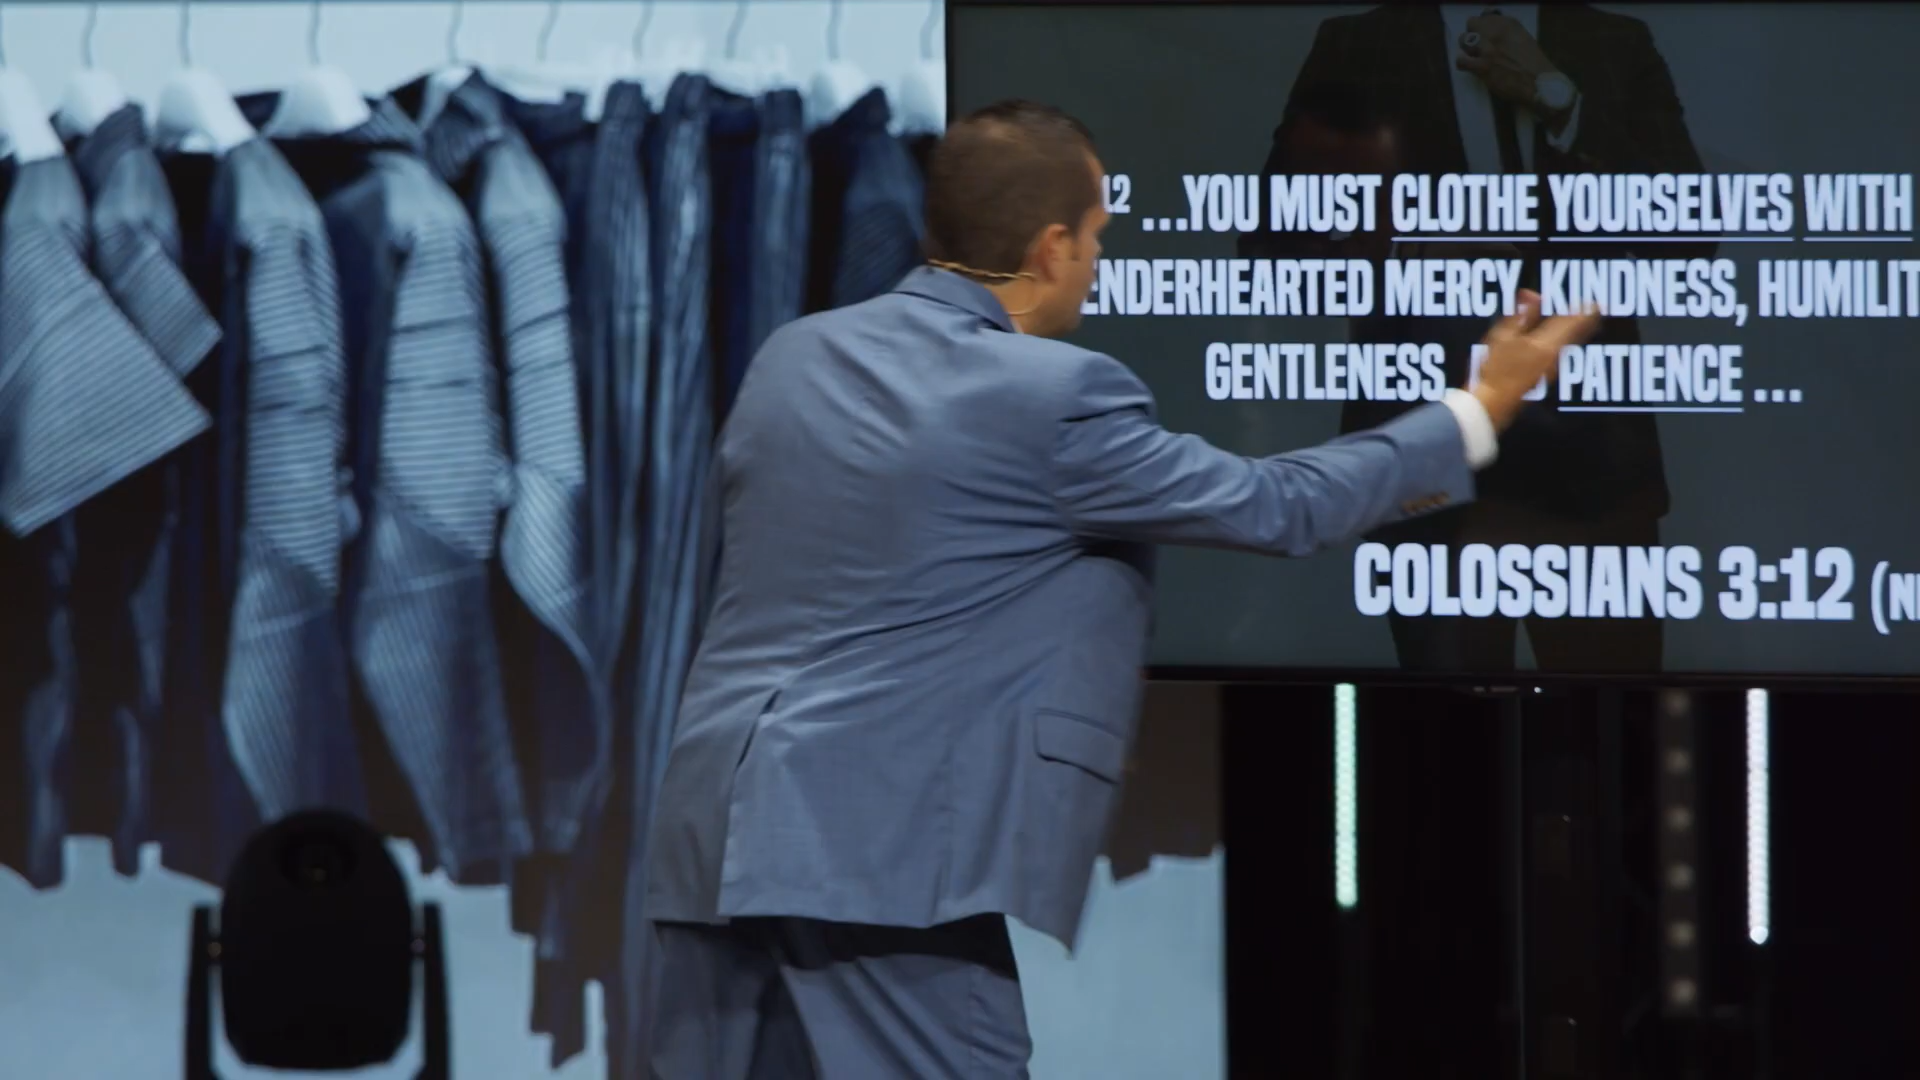 12 ...YOU MUST CLOTHE YOURSELVES WITH
ENDERHEARTED MERCY, KINDNESS, HUMILIT
GENTLENESS, PATIENCE ...
COLOSSIANS 3:12 (